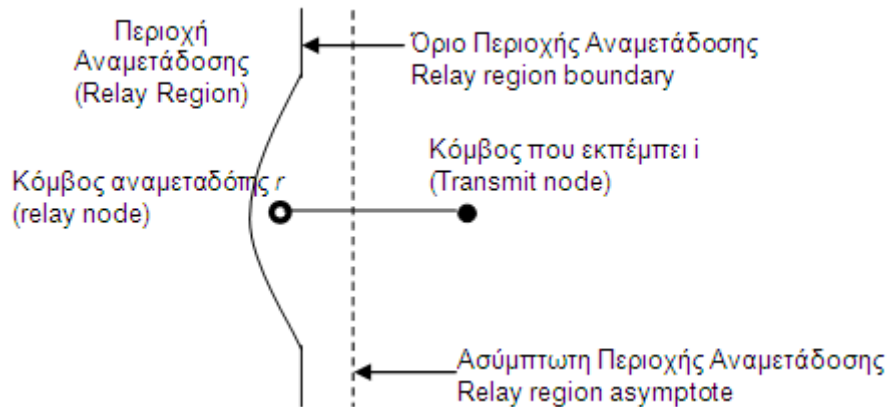 Περιοχή
Αναμετάδοσης
(Relay Region)
Όριο Περιοχής Αναμετάδοσης
Relay region boundary
Κόμβος αναμεταδότης r
(relay node)
Κόμβος που εκπέμπει i
(Transmit node)
Ασύμπτωτη Περιοχής Αναμετάδοσης
Relay region asymptote